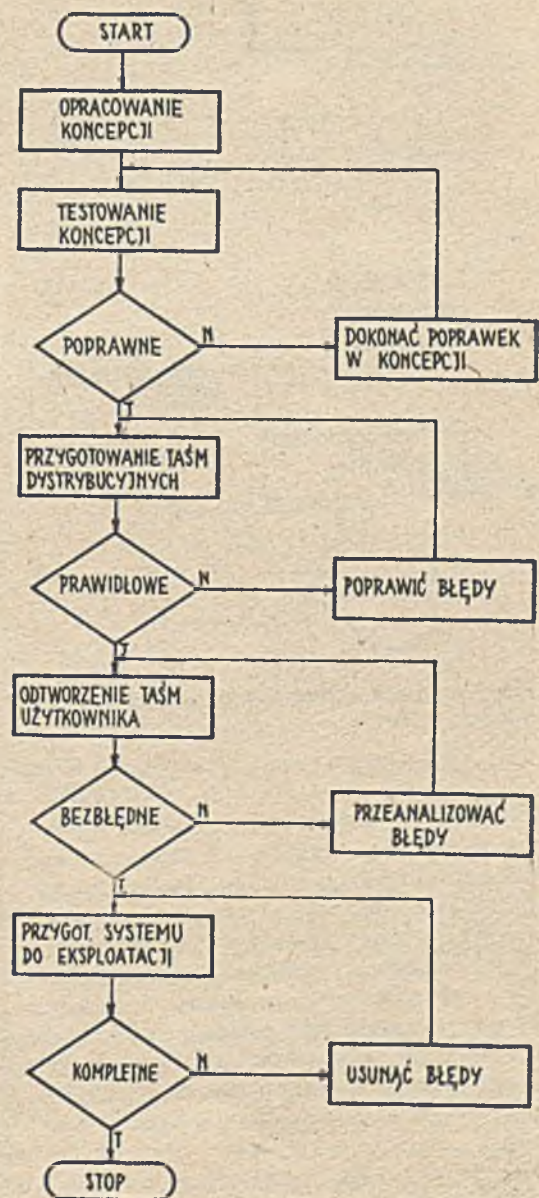 START
OPRACOWANIE
KONCEPCJI
TESTOWANIE
KONCEPCJI
POPRAWNE
N
DOKONAĆ POPRAWEK
W KONCEPCJI
T
PRZYGOTOWANIE TAŚM
DYSTRYBUCYJNYCH
PRAWIDŁOWE
N
POPRAWIĆ BŁĘDY
T
ODTWORZENIE TAŚM
UŻYTKOWNIKA
BEZBŁĘDNE
N
PRZEANALIZOWAĆ
BŁĘDY
T
PRZYGOT. SYSTEMU
DO EKSPLOATACJI
KOMPLETNE
N
USUNĄĆ BŁĘDY
T
STOP